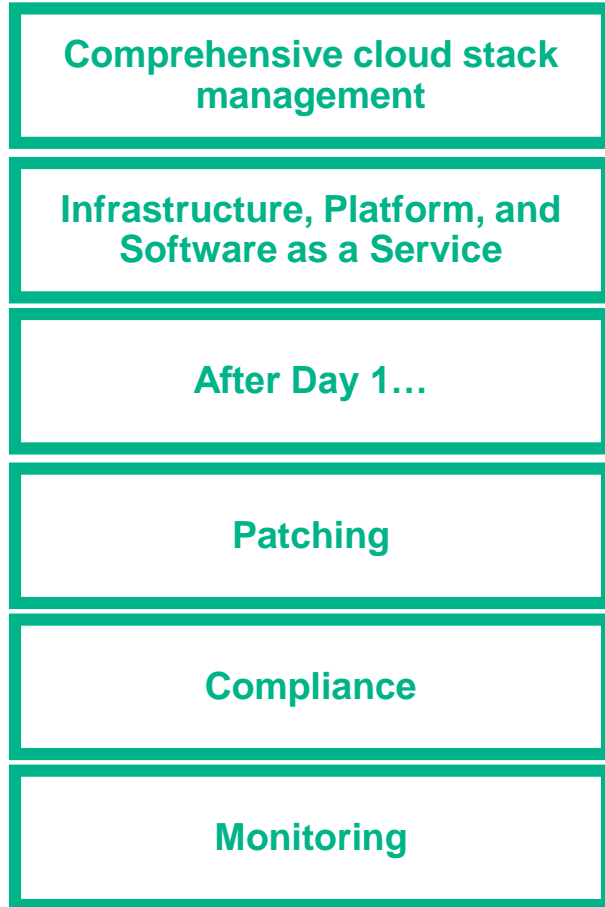 Comprehensive cloud stack
management
Infrastructure, Platform, and
Software as a Service
After Day 1…
Patching
Compliance
Monitoring